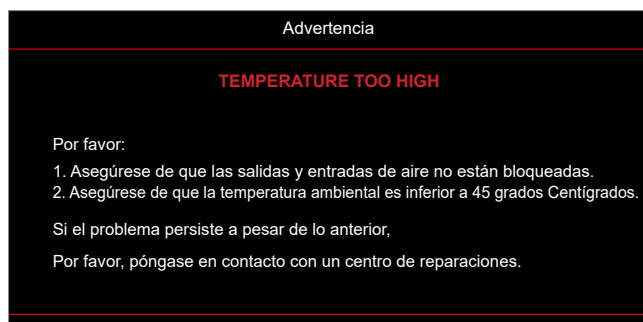 Advertencia
TEMPERATURE TOO HIGH
Por favor:
1. Asegúrese de que las salidas y entradas de aire no están bloqueadas.
2. Asegúrese de que la temperatura ambiental es inferior a 45 grados Centígrados.
Si el problema persiste a pesar de lo anterior,
Por favor, póngase en contacto con un centro de reparaciones.